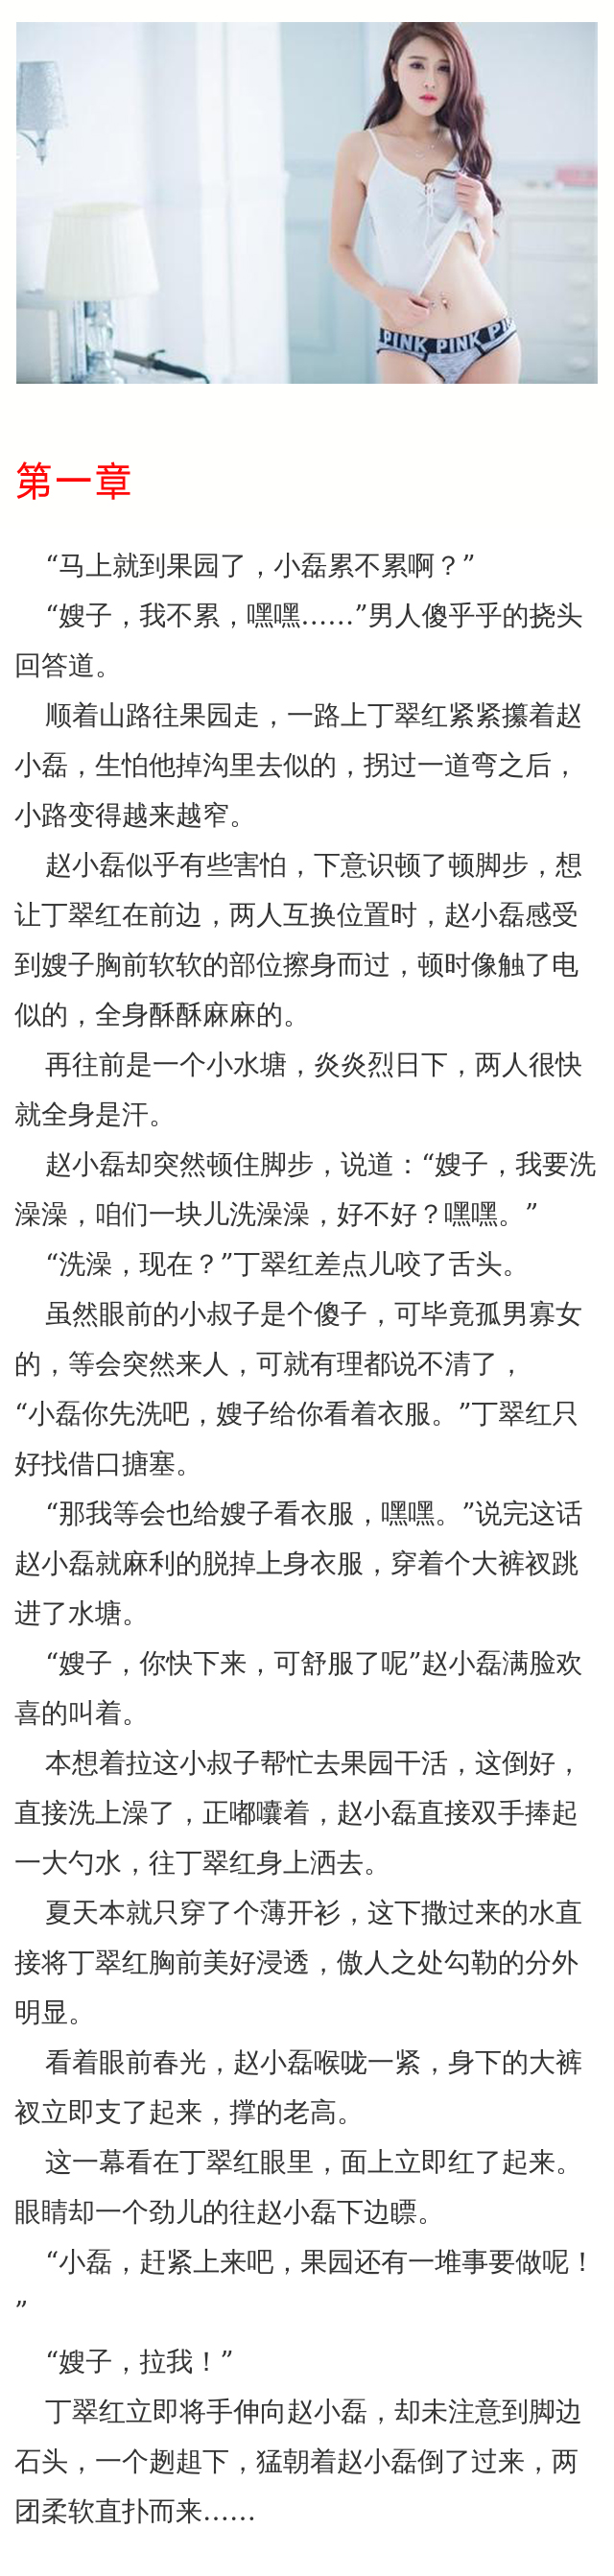 PINK PINK PINK
第一章
“马上就到果园了，小磊累不累啊？”
“嫂子，我不累，嘿嘿……”男人傻乎乎的挠头
回答道。
顺着山路往果园走，一路上丁翠红紧紧攥着赵
小磊，生怕他掉沟里去似的，拐过一道弯之后，
小路变得越来越窄。
赵小磊似乎有些害怕，下意识顿了顿脚步，想
让丁翠红在前边，两人互换位置时，赵小磊感受
到嫂子胸前软软的部位擦身而过，顿时像触了电
似的，全身酥酥麻麻的。
再往前是一个小水塘，炎炎烈日下，两人很快
就全身是汗。
赵小磊却突然顿住脚步，说道：“嫂子，我要洗
澡澡，咱们一块儿洗澡澡，好不好？嘿嘿。”
“洗澡，现在？”丁翠红差点儿咬了舌头。
虽然眼前的小叔子是个傻子，可毕竟孤男寡女
的，等会突然来人，可就有理都说不清了，
“小磊你先洗吧，嫂子给你看着衣服。”丁翠红只
好找借口搪塞。
“那我等会也给嫂子看衣服，嘿嘿。”说完这话
赵小磊就麻利的脱掉上身衣服，穿着个大裤衩跳
进了水塘。
“嫂子，你快下来，可舒服了呢”赵小磊满脸欢
喜的叫着。
本想着拉这小叔子帮忙去果园干活，这倒好，
直接洗上澡了，正嘟囔着，赵小磊直接双手捧起
一大勺水，往丁翠红身上洒去。
夏天本就只穿了个薄开衫，这下撒过来的水直
接将丁翠红胸前美好浸透，傲人之处勾勒的分外
明显。
看着眼前春光，赵小磊喉咙一紧，身下的大裤
衩立即支了起来，撑的老高。
这一幕看在丁翠红眼里，面上立即红了起来。
眼睛却一个劲儿的往赵小磊下边瞟。
“小磊，赶紧上来吧，果园还有一堆事要做呢！
”
“嫂子，拉我！”
丁翠红立即将手伸向赵小磊，却未注意到脚边
石头，一个趔趄下，猛朝着赵小磊倒了过来，两
团柔软直扑而来……